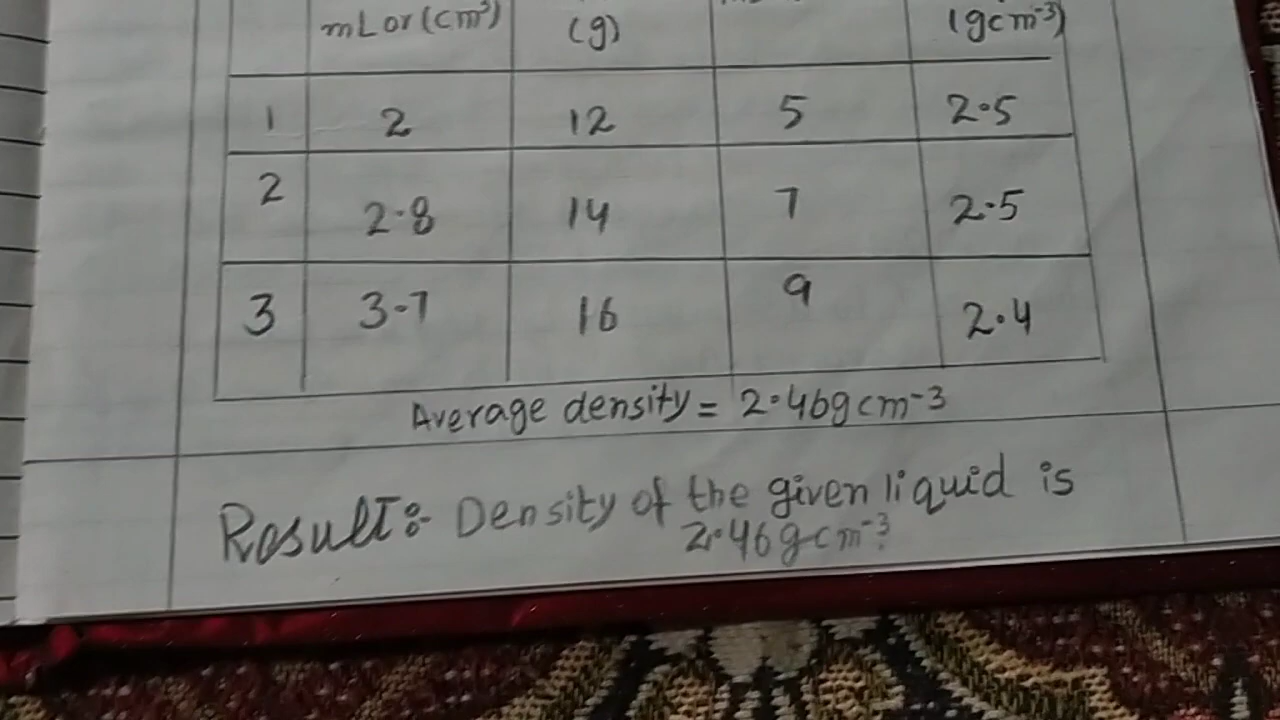 mL or (cm³) (g) (gcm⁻³)
1 2 12 5 2.5
2 2.8 14 7 2.5
3 3.7 16 9 2.4
Average density = 2.46gcm-3
Result:- Density of the given liquid is
2.46gcm⁻³.